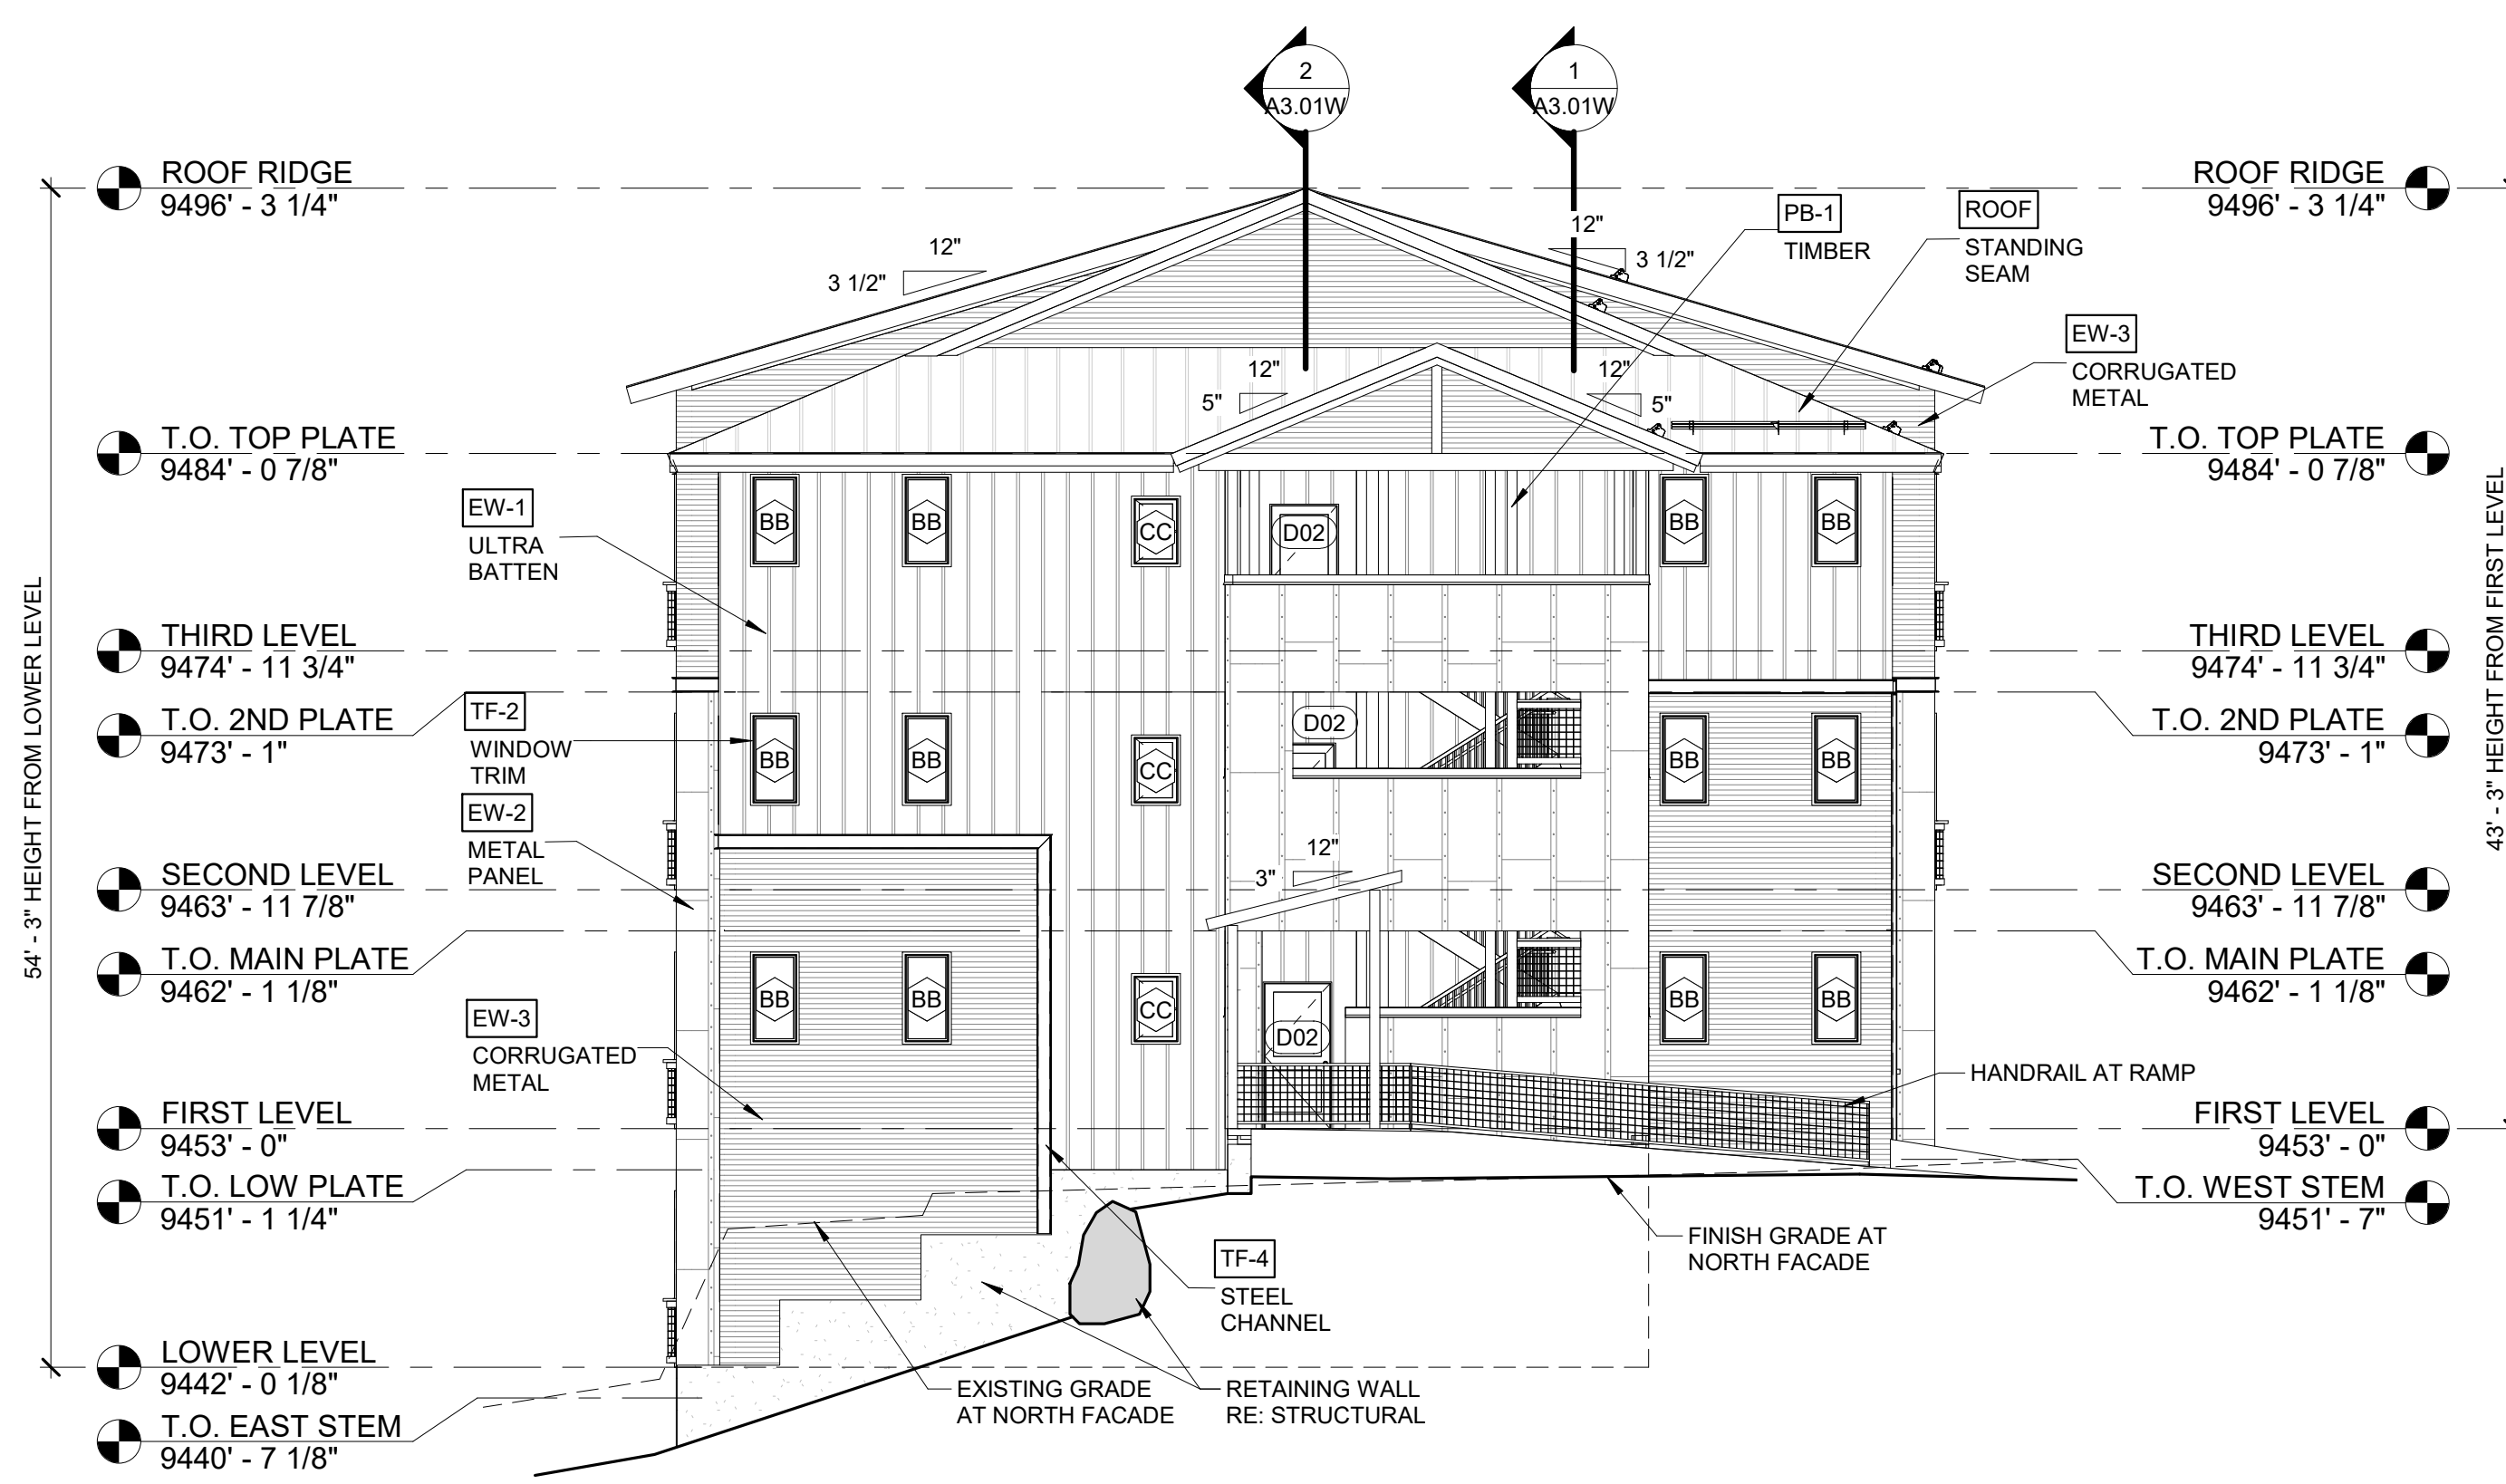 2
A3.01W
1
A3.01W
ROOF RIDGE
9496' - 3 1/4"
ROOF RIDGE
9496' - 3 1/4"
12"
3 1/2"
12"
3 1/2"
PB-1
TIMBER
ROOF
STANDING
SEAM
EW-3
CORRUGATED
METAL
12"
5"
12"
5"
T.O. TOP PLATE
9484' - 0 7/8"
T.O. TOP PLATE
9484' - 0 7/8"
EW-1
ULTRA
BATTEN
BB
BB
CC
D02
BB
BB
54' - 3" HEIGHT FROM LOWER LEVEL
43' - 3" HEIGHT FROM FIRST LEVEL
THIRD LEVEL
9474' - 11 3/4"
THIRD LEVEL
9474' - 11 3/4"
TF-2
WINDOW
TRIM
T.O. 2ND PLATE
9473' - 1"
T.O. 2ND PLATE
9473' - 1"
BB
BB
CC
D02
BB
BB
EW-2
METAL
PANEL
12"
3"
SECOND LEVEL
9463' - 11 7/8"
SECOND LEVEL
9463' - 11 7/8"
T.O. MAIN PLATE
9462' - 1 1/8"
T.O. MAIN PLATE
9462' - 1 1/8"
BB
BB
CC
D02
BB
BB
EW-3
CORRUGATED
METAL
HANDRAIL AT RAMP
FIRST LEVEL
9453' - 0"
FIRST LEVEL
9453' - 0"
T.O. LOW PLATE
9451' - 1 1/4"
T.O. WEST STEM
9451' - 7"
FINISH GRADE AT
NORTH FACADE
TF-4
STEEL
CHANNEL
LOWER LEVEL
9442' - 0 1/8"
EXISTING GRADE
AT NORTH FACADE
RETAINING WALL
RE: STRUCTURAL
T.O. EAST STEM
9440' - 7 1/8"